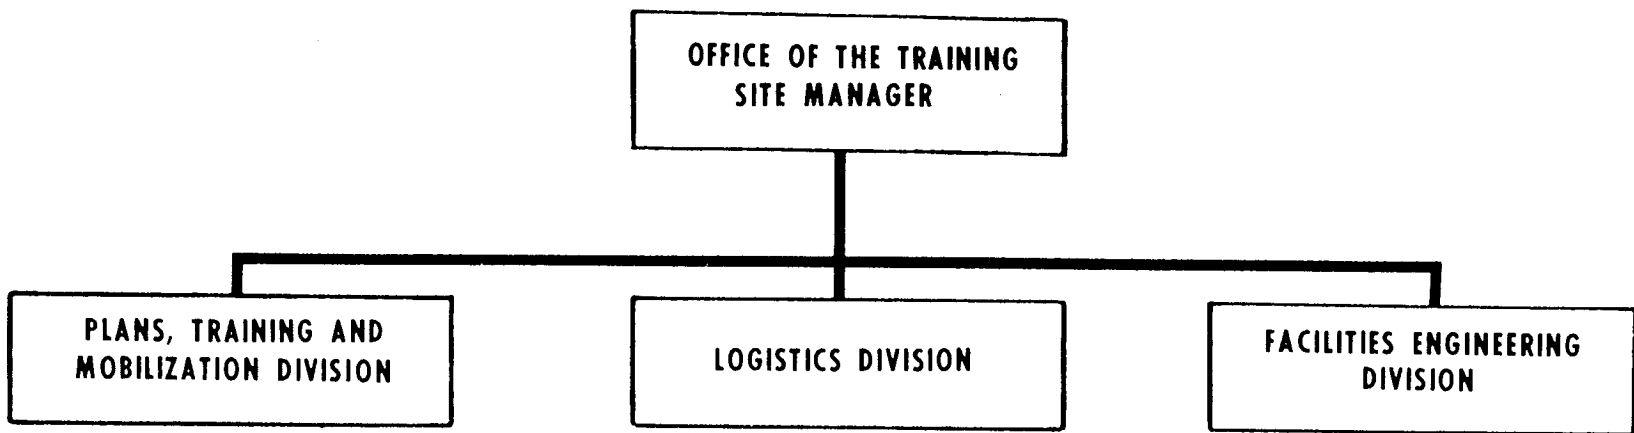 OFFICE OF THE TRAINING
SITE MANAGER
PLANS, TRAINING AND
MOBILIZATION DIVISION
LOGISTICS DIVISION
FACILITIES ENGINEERING
DIVISION